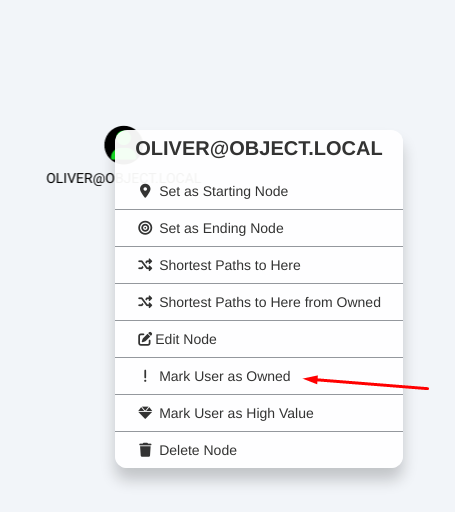 OLIVER@OBJECT.LOCAL
OLIVER@OBJECT.LOCAL
Set as Starting Node
Set as Ending Node
Shortest Paths to Here
Shortest Paths to Here from Owned
Edit Node
Mark User as Owned
Mark User as High Value
Delete Node